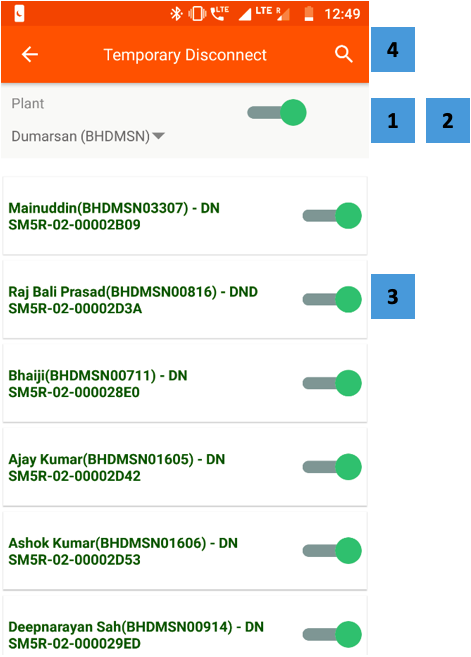 LTE LTE R 12:49
Temporary Disconnect
4
Plant
1 2
Dumarsan (BHDMSN)
Mainuddin(BHDMSN03307) - DN
SM5R-02-00002B09
Raj Bali Prasad(BHDMSN00816) - DND
SM5R-02-00002D3A
3
Bhaiji(BHDMSN00711) - DN
SM5R-02-000028E0
Ajay Kumar(BHDMSN01605) - DN
SM5R-02-00002D42
Ashok Kumar(BHDMSN01606) - DN
SM5R-02-00002D53
Deepnarayan Sah(BHDMSN00914) - DN
SM5R-02-000029ED